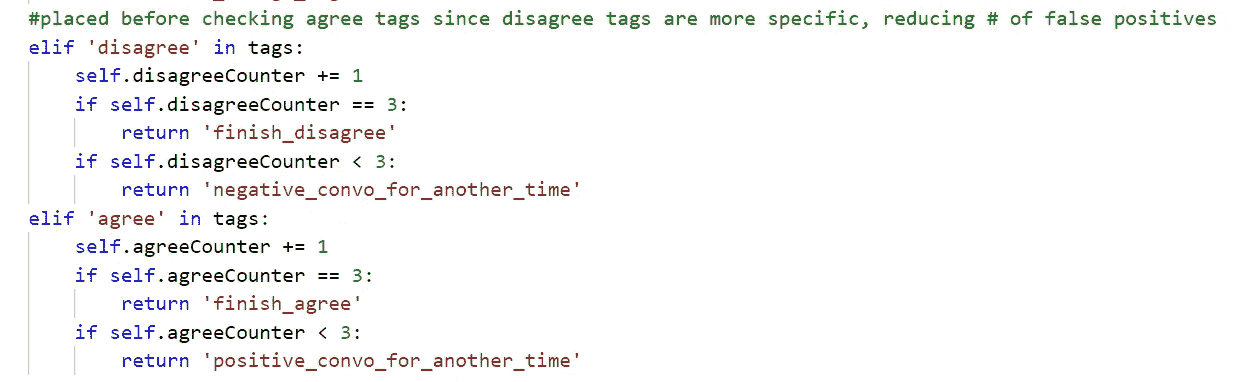 #placed before checking agree tags since disagree tags are more specific, reducing # of false positives
elif 'disagree' in tags:
    self.disagreeCounter += 1
    if self.disagreeCounter == 3:
        return 'finish_disagree'
    if self.disagreeCounter < 3:
        return 'negative_convo_for_another_time'
elif 'agree' in tags:
    self.agreeCounter += 1
    if self.agreeCounter == 3:
        return 'finish_agree'
    if self.agreeCounter < 3:
        return 'positive_convo_for_another_time'